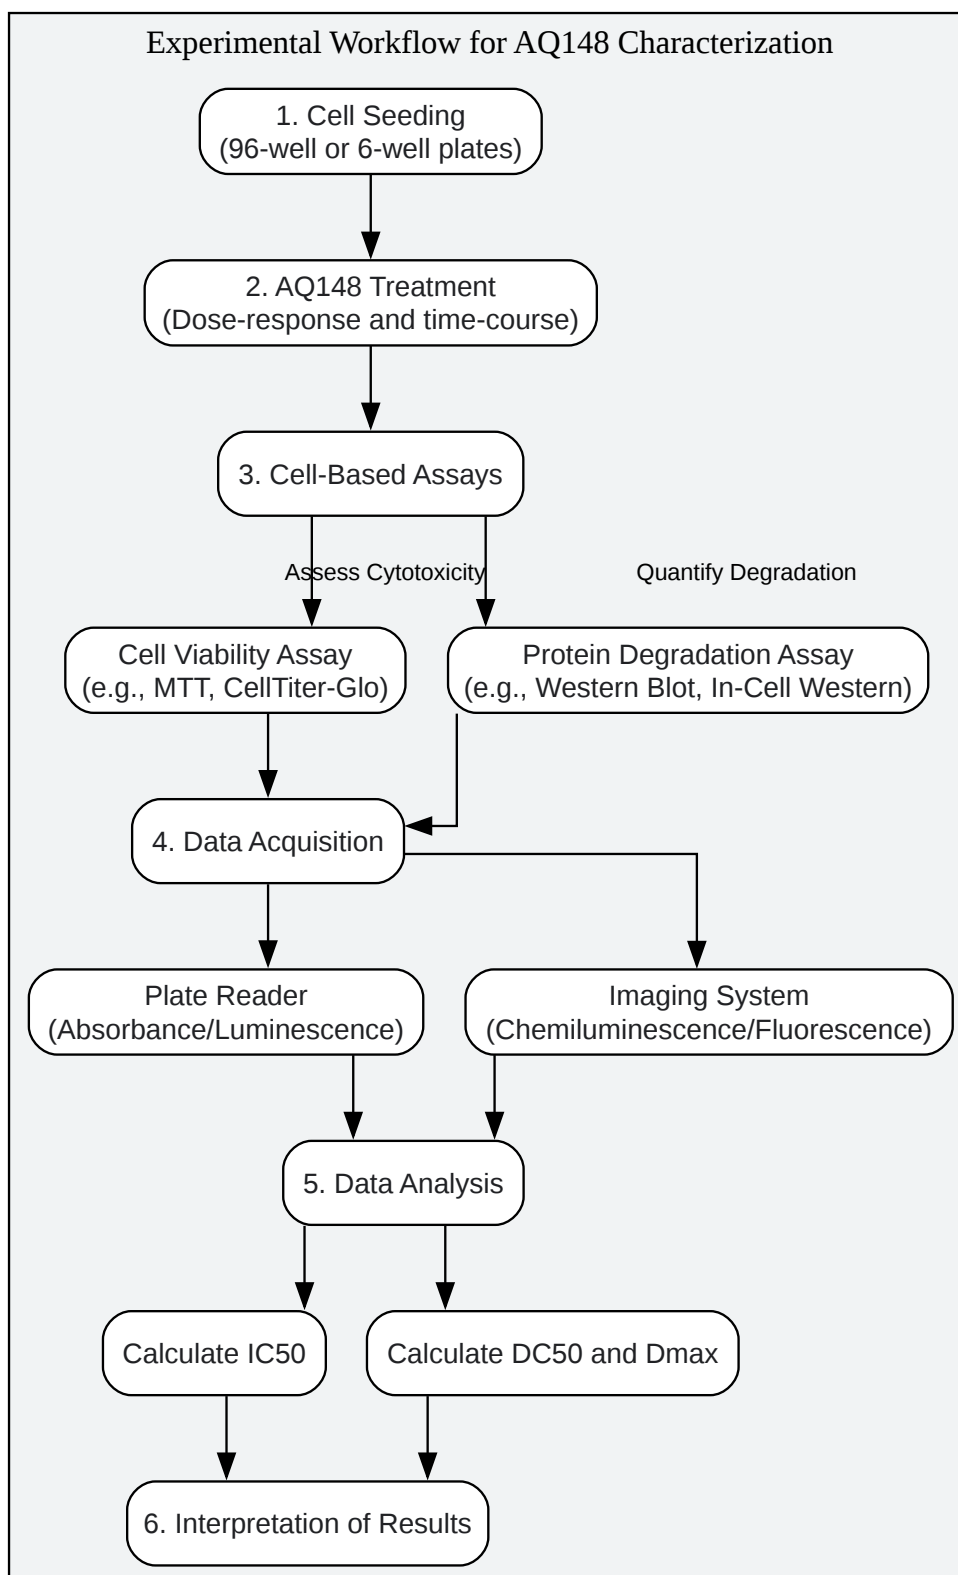 Experimental Workflow for AQ148 Characterization
1. Cell Seeding
(96-well or 6-well plates)
2. AQ148 Treatment
(Dose-response and time-course)
3. Cell-Based Assays
Assess Cytotoxicity
Quantify Degradation
Cell Viability Assay
(e.g., MTT, CellTiter-Glo)
Protein Degradation Assay
(e.g., Western Blot, In-Cell Western)
4. Data Acquisition
Plate Reader
(Absorbance/Luminescence)
Imaging System
(Chemiluminescence/Fluorescence)
5. Data Analysis
Calculate IC50
Calculate DC50 and Dmax
6. Interpretation of Results